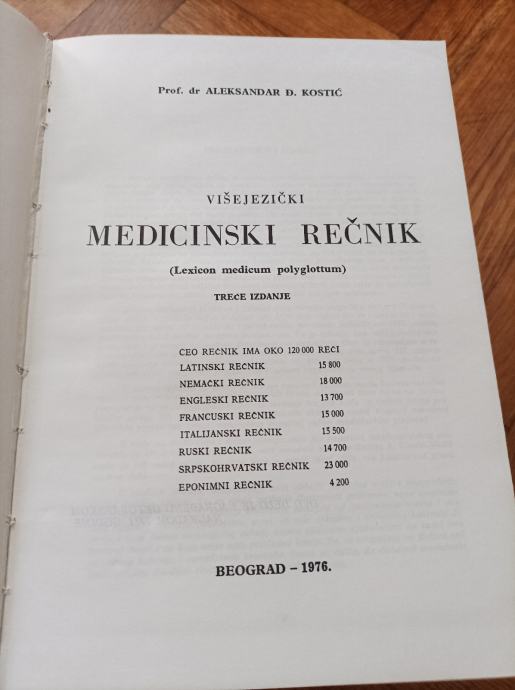 Prof. dr ALEKSANDAR Đ. KOSTIĆ
VIŠEJEZIČKI
MEDICINSKI REČNIK
(Lexicon medicum polyglottum)
TREĆE IZDANJE
CEO REČNIK IMA OKO 120 000 REČI
LATINSKI REČNIK 15 800
NEMAČKI REČNIK 18 000
ENGLESKI REČNIK 13 700
FRANCUSKI REČNIK 15 000
ITALIJANSKI REČNIK 15 500
RUSKI REČNIK 14 700
SRPSKOHRVATSKI REČNIK 23 000
EPONIMNI REČNIK 4 200
BEOGRAD – 1976.